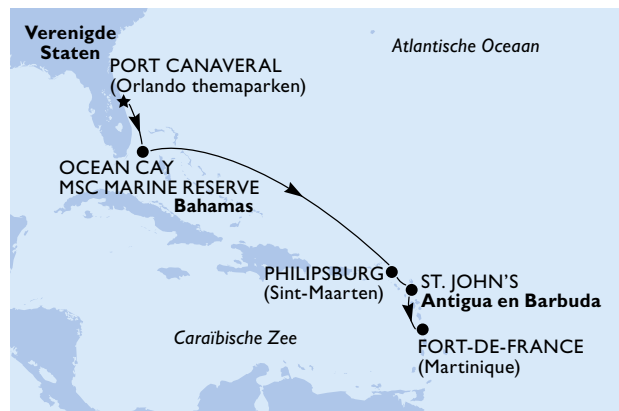 Verenigde
Staten
Atlantische Oceaan
PORT CANAVERAL
(Orlando themaparken)
OCEAN CAY
MSC MARINE RESERVE
Bahamas
PHILIPSBURG
(Sint-Maarten)
ST. JOHN'S
Antigua en Barbuda
Caraïbische Zee
FORT-DE-FRANCE
(Martinique)